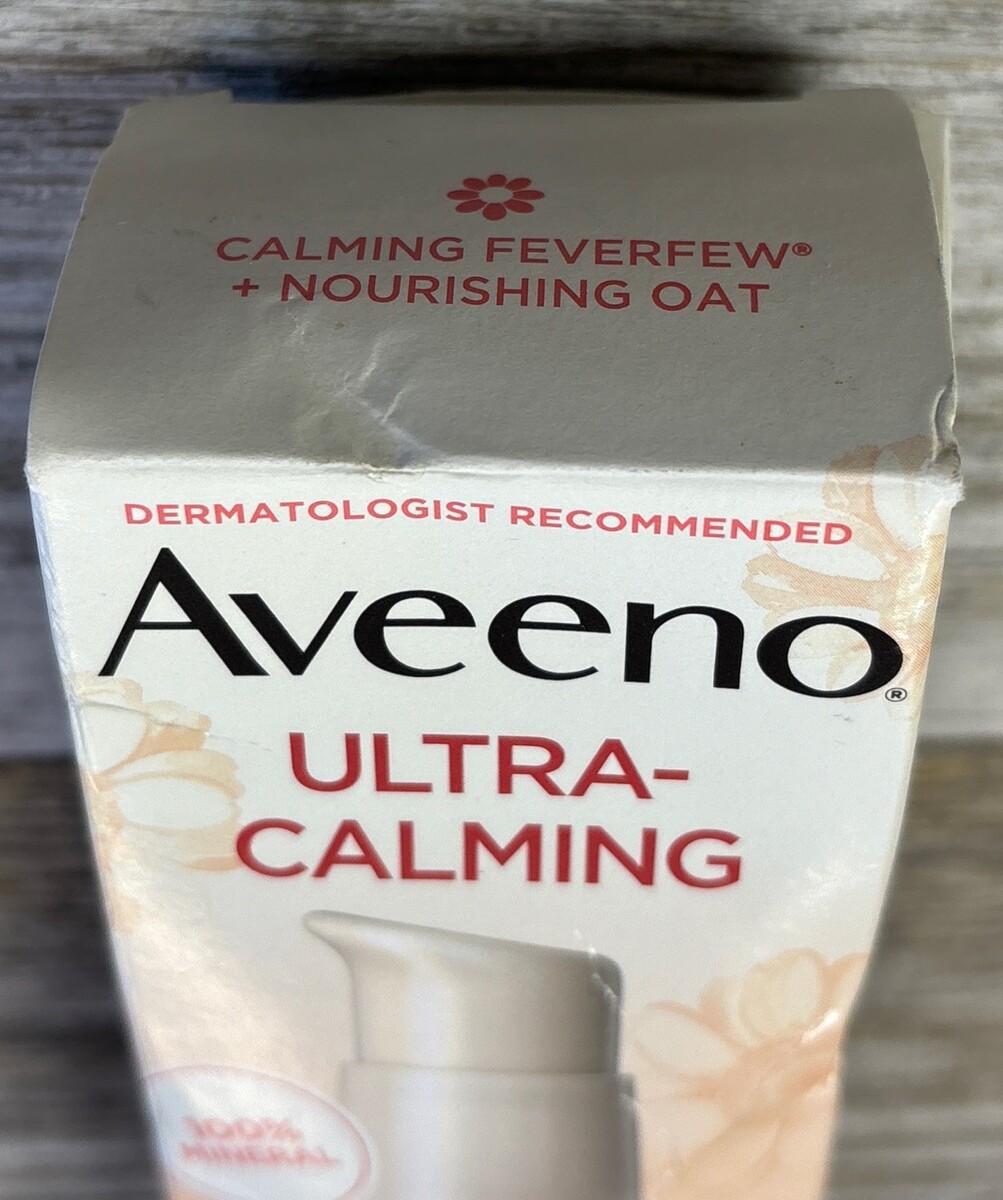 CALMING FEVERFEW®
+ NOURISHING OAT
DERMATOLOGIST RECOMMENDED
Aveeno®
ULTRA-
CALMING
100%
MINERAL